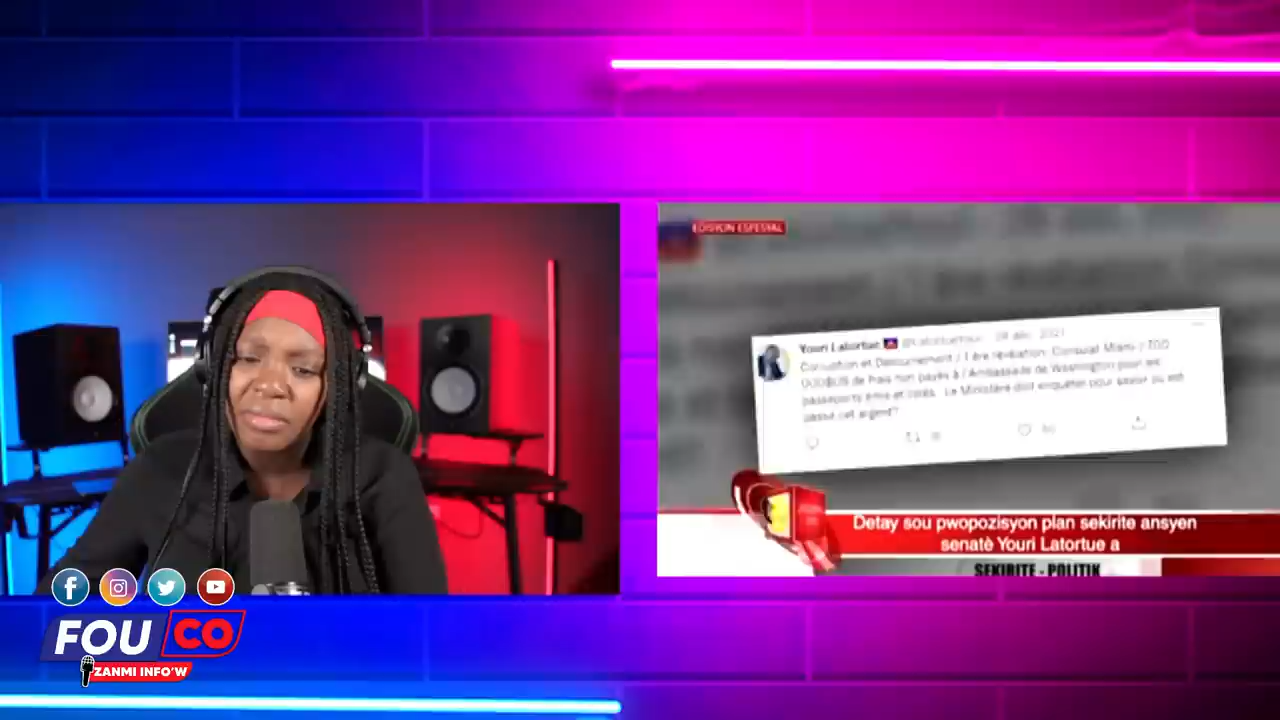 EDISYON ESPESYAL
Youri Latortue
Corruption et Détournement / 1 ère révélation: Consulat Miami / 700
000$US de frais non payés à l'Ambassade de Washington pour les
passeports émis et livrés. Le Ministère doit enquêter pour savoir où est
passé cet argent?
Detay sou pwopozisyon plan sekirite ansyen
senatè Youri Latortue a
SEKIRITE - POLITIK
FOU CO
ZANMI INFO'W